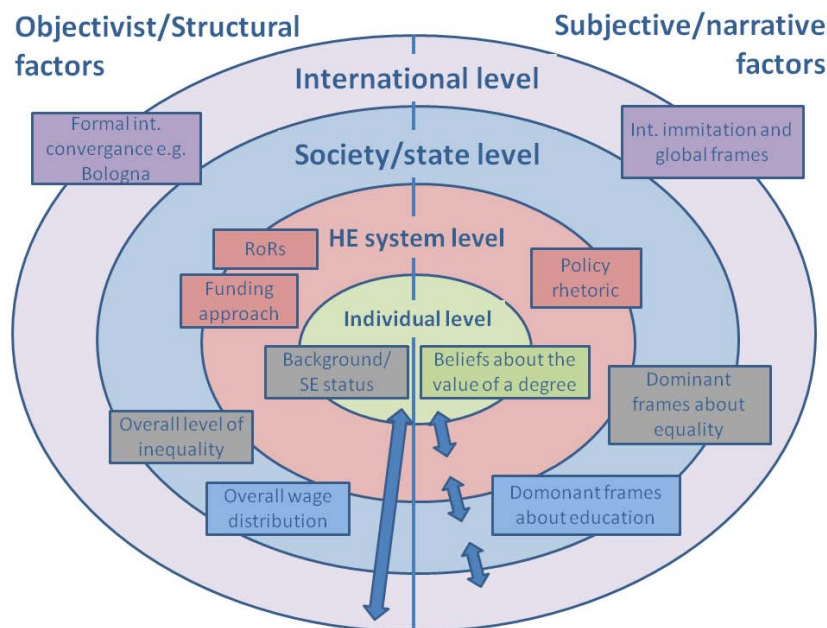 Objectivist/Structural
factors
Subjective/narrative
factors
International level
Formal int.
convergance e.g.
Bologna
Int. immitation and
global frames
Society/state level
HE system level
RoRs
Funding
approach
Policy
rhetoric
Individual level
Background/
SE status
Beliefs about the
value of a degree
Dominant
frames about
equality
Overall level of
inequality
Overall wage
distribution
Domonant frames
about education